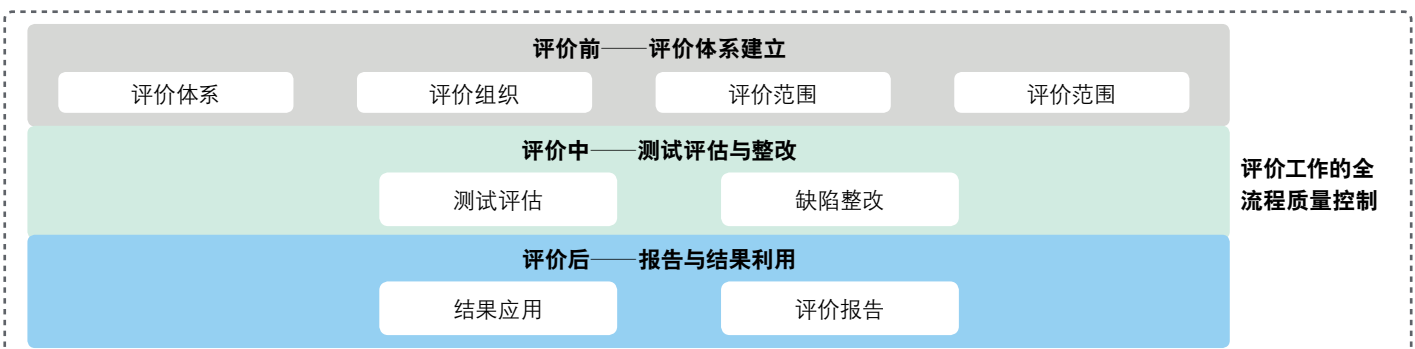 评价前——评价体系建立
评价体系
评价组织
评价范围
评价范围
评价中——测试评估与整改
测试评估
缺陷整改
评价后——报告与结果利用
结果应用
评价报告
评价工作的全
流程质量控制